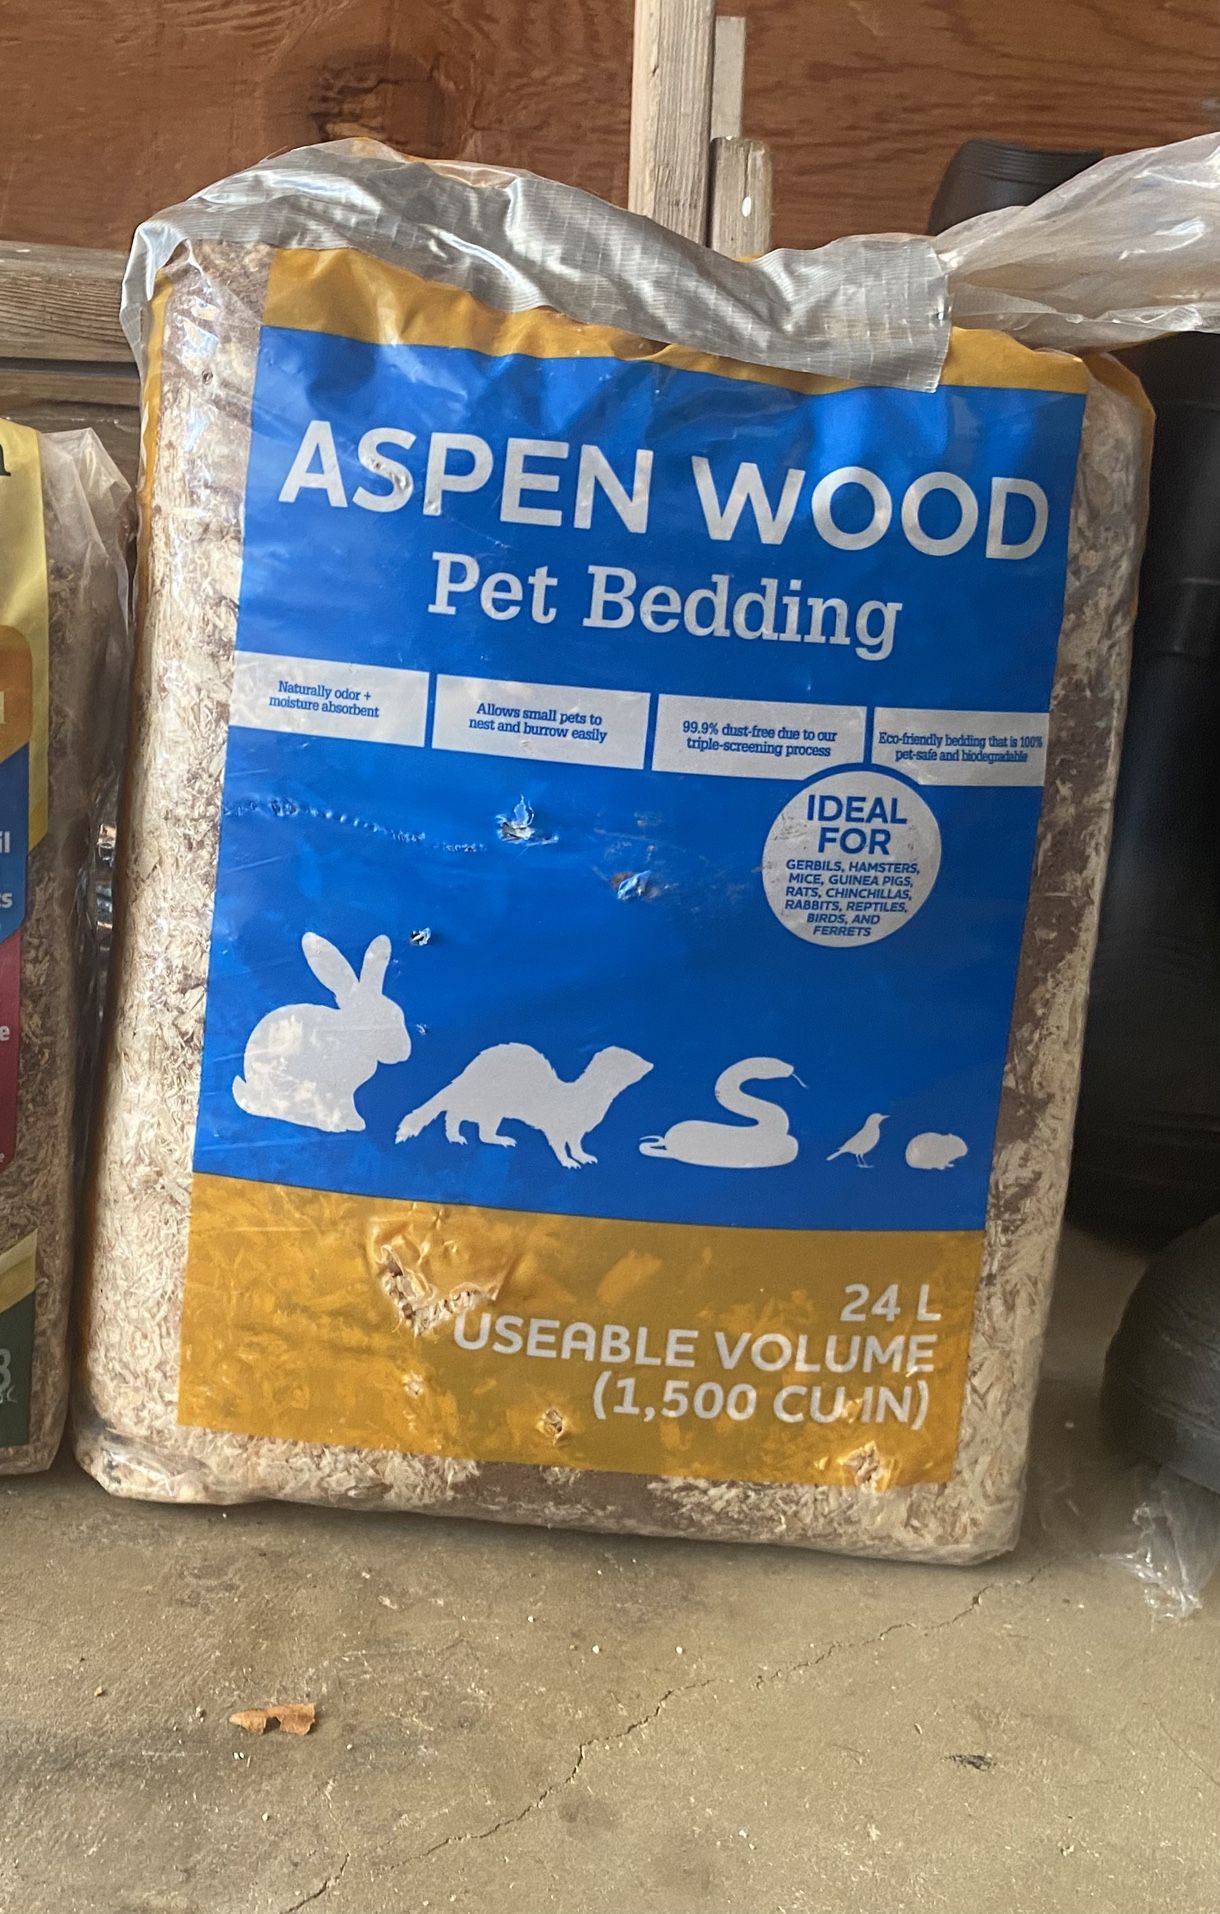 ASPEN WOOD
Pet Bedding
Naturally odor +
moisture absorbent
Allows small pets to
nest and burrow easily
99.9% dust-free due to our
triple-screening process
Eco-friendly bedding that is 100%
pet-safe and biodegradable
IDEAL
FOR
GERBILS, HAMSTERS,
MICE, GUINEA PIGS,
RATS, CHINCHILLAS,
RABBITS, REPTILES,
BIRDS, AND
FERRETS
24 L
USEABLE VOLUME
(1,500 CU IN)